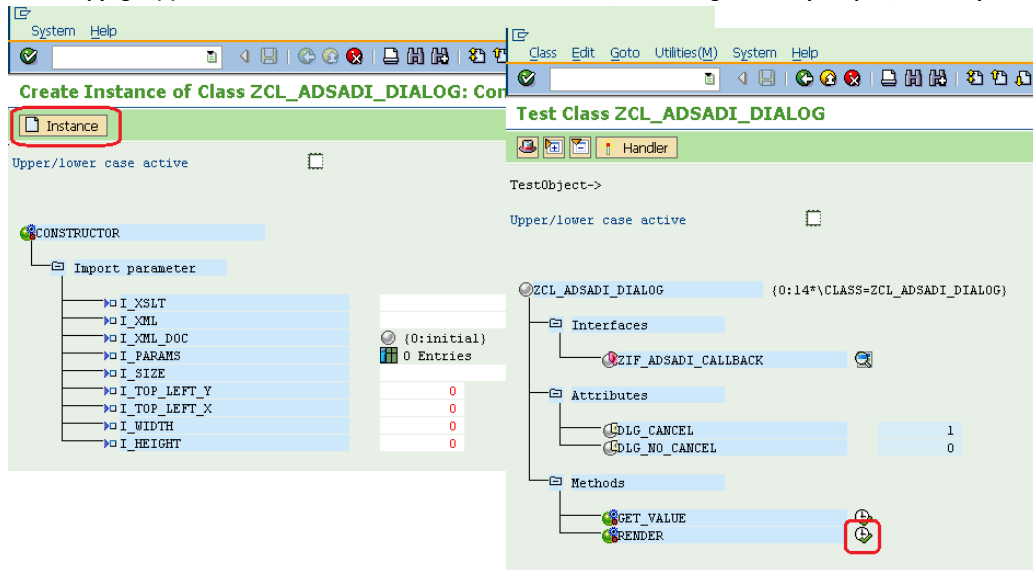 System Help
Create Instance of Class ZCL_ADSADI_DIALOG: Con
Instance
Upper/lower case active
CONSTRUCTOR
Import parameter
I_XSLT
I_XML
I_XML_DOC {0:initial}
I_PARAMS 0 Entries
I_SIZE
I_TOP_LEFT_Y 0
I_TOP_LEFT_X 0
I_WIDTH 0
I_HEIGHT 0
Class Edit Goto Utilities(M) System Help
Test Class ZCL_ADSADI_DIALOG
Handler
TestObject->
Upper/lower case active
ZCL_ADSADI_DIALOG {0:14*\CLASS=ZCL_ADSADI_DIALOG}
Interfaces
ZIF_ADSADI_CALLBACK
Attributes
DLG_CANCEL 1
DLG_NO_CANCEL 0
Methods
GET_VALUE
RENDER